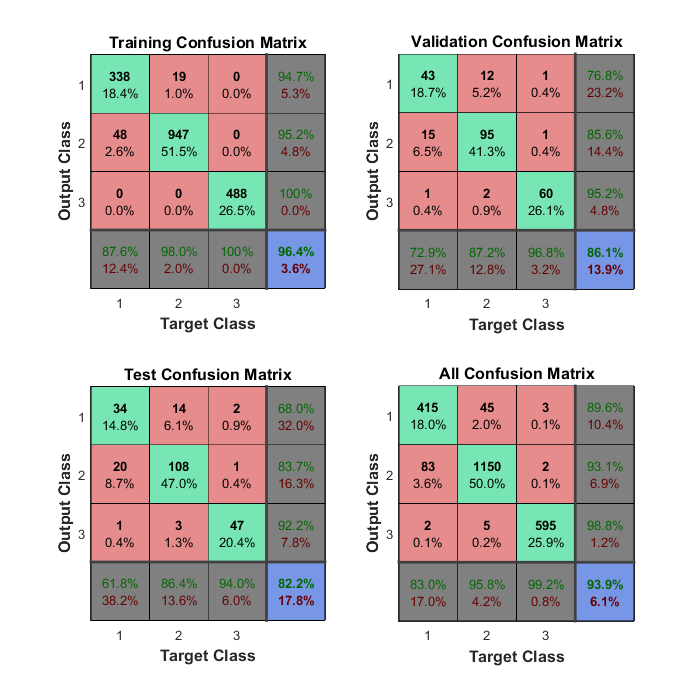 Training Confusion Matrix
Output Class
1
338 19 0 94.7%
18.4% 1.0% 0.0% 5.3%
2
48 947 0 95.2%
2.6% 51.5% 0.0% 4.8%
3
0 0 488 100%
0.0% 0.0% 26.5% 0.0%
87.6% 98.0% 100% 96.4%
12.4% 2.0% 0.0% 3.6%
1 2 3
Target Class
Validation Confusion Matrix
Output Class
1
43 12 1 76.8%
18.7% 5.2% 0.4% 23.2%
2
15 95 1 85.6%
6.5% 41.3% 0.4% 14.4%
3
1 2 60 95.2%
0.4% 0.9% 26.1% 4.8%
72.9% 87.2% 96.8% 86.1%
27.1% 12.8% 3.2% 13.9%
1 2 3
Target Class
Test Confusion Matrix
Output Class
1
34 14 2 68.0%
14.8% 6.1% 0.9% 32.0%
2
20 108 1 83.7%
8.7% 47.0% 0.4% 16.3%
3
1 3 47 92.2%
0.4% 1.3% 20.4% 7.8%
61.8% 86.4% 94.0% 82.2%
38.2% 13.6% 6.0% 17.8%
1 2 3
Target Class
All Confusion Matrix
Output Class
1
415 45 3 89.6%
18.0% 2.0% 0.1% 10.4%
2
83 1150 2 93.1%
3.6% 50.0% 0.1% 6.9%
3
2 5 595 98.8%
0.1% 0.2% 25.9% 1.2%
83.0% 95.8% 99.2% 93.9%
17.0% 4.2% 0.8% 6.1%
1 2 3
Target Class